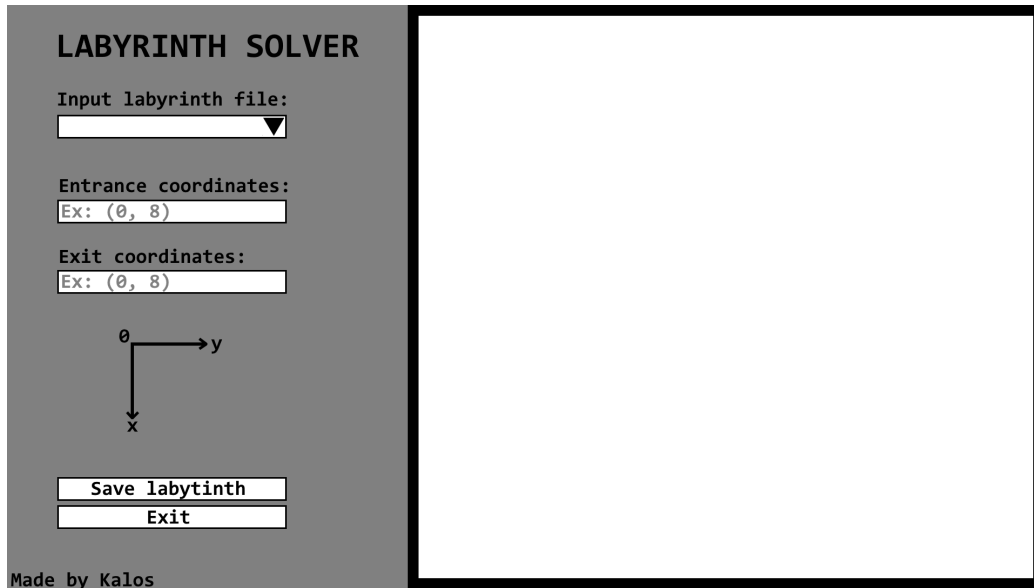 LABYRINTH SOLVER
Input labyrinth file:
Entrance coordinates:
Ex: (0, 8)
Exit coordinates:
Ex: (0, 8)
0
y
x
Save labytinth
Exit
Made by Kalos